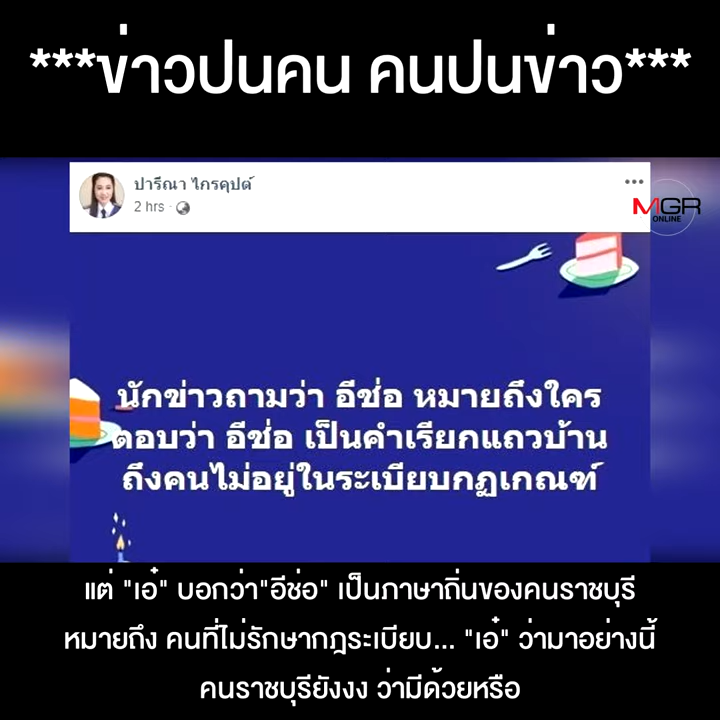 ***ข่าวปนคน คนปนข่าว***
ปารีณา ไกรคุปต์
2 hrs ·
MGR
ONLINE
นักข่าวถามว่า อีช่อ หมายถึงใคร
ตอบว่า อีช่อ เป็นคำเรียกแถวบ้าน
ถึงคนไม่อยู่ในระเบียบกฏเกณฑ์
แต่ "เอ๋" บอกว่า"อีช่อ" เป็นภาษาถิ่นของคนราชบุรี
หมายถึง คนที่ไม่รักษากฎระเบียบ... "เอ๋" ว่ามาอย่างนี้
คนราชบุรียังงง ว่ามีด้วยหรือ